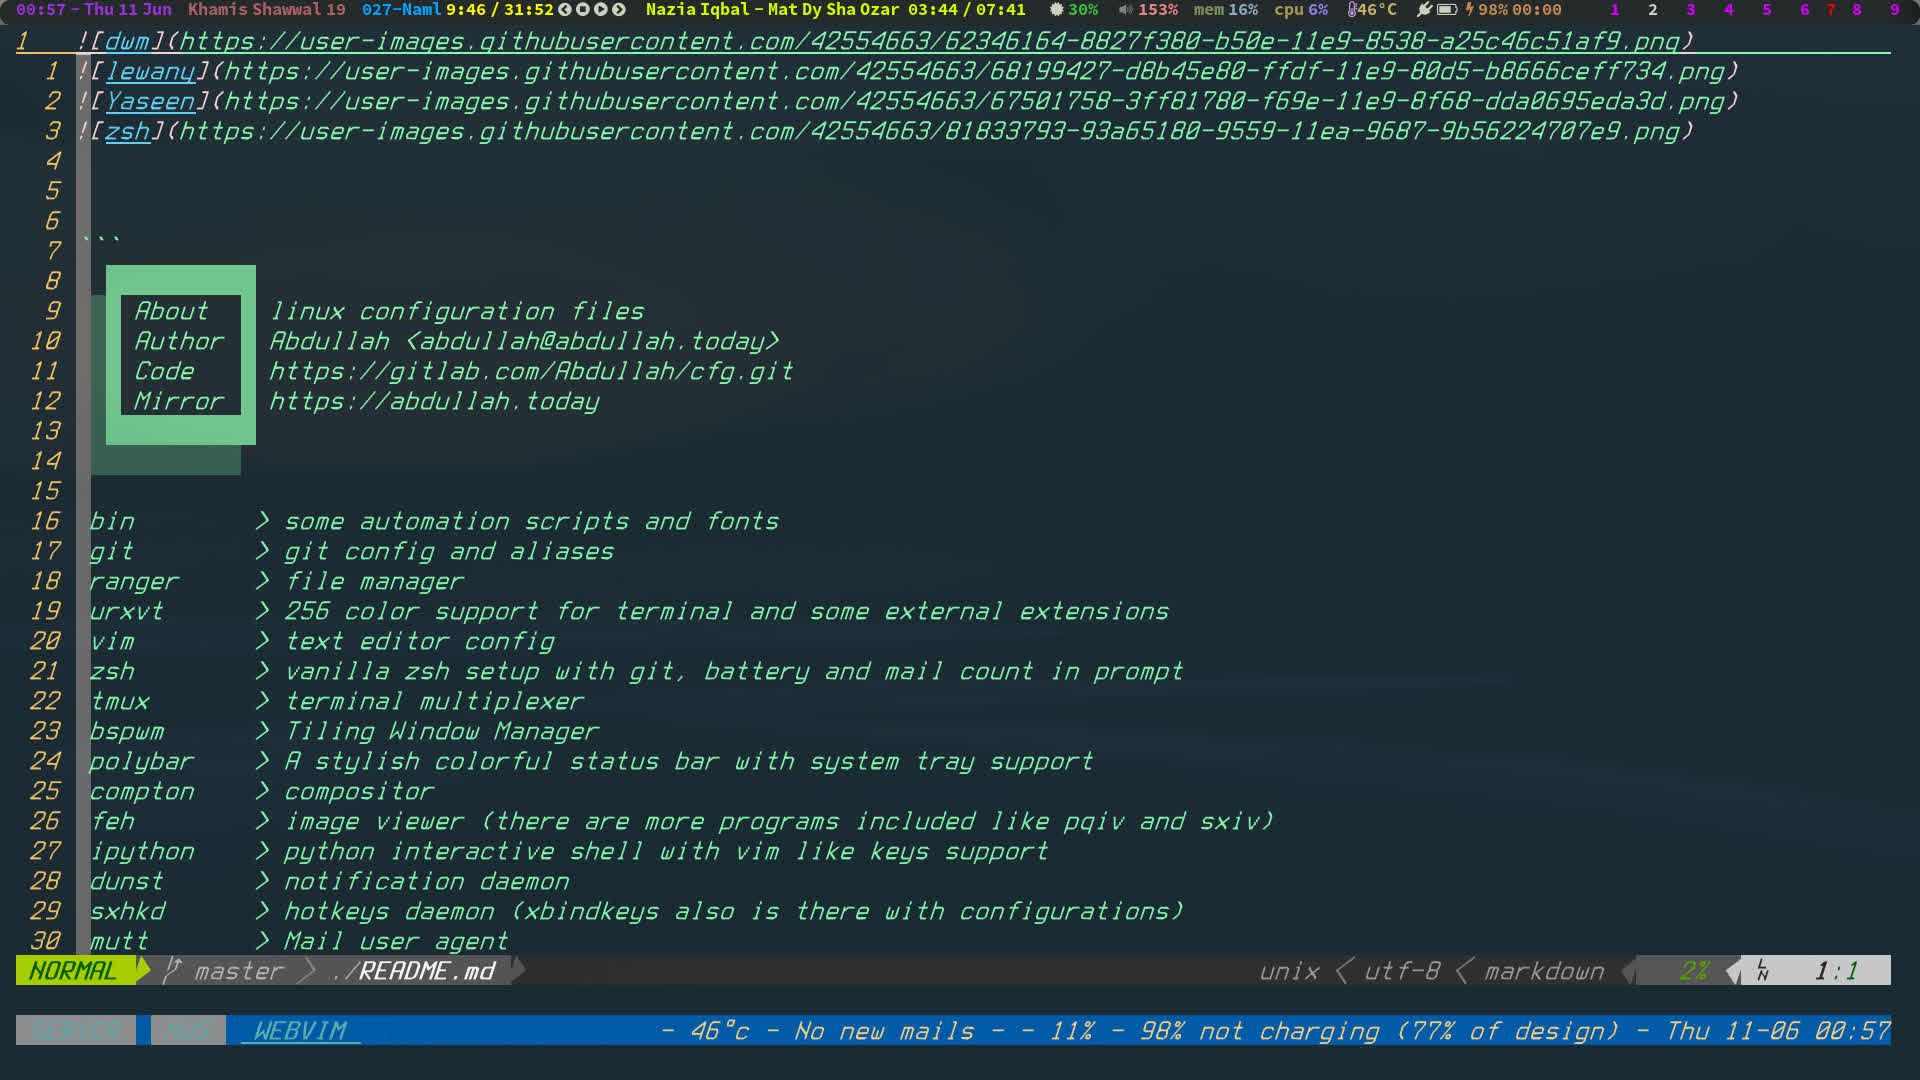 00:57 - Thu 11 Jun Khamis Shawwal 19 027-Naml 9:46 / 31:52 Nazia Iqbal - Mat Dy Sha Ozar 03:44 / 07:41 30% 153% mem 16% cpu 6% 46°C 98% 00:00 1 2 3 4 5 6 7 8 9
1 ![dwm](https://user-images.githubusercontent.com/42554663/62346164-8827f380-b50e-11e9-8538-a25c46c51af9.png)
1 ![lewany](https://user-images.githubusercontent.com/42554663/68199427-d8b45e80-ffdf-11e9-80d5-b8666ceff734.png)
2 ![Yaseen](https://user-images.githubusercontent.com/42554663/67501758-3ff81780-f69e-11e9-8f68-dda0695eda3d.png)
3 ![zsh](https://user-images.githubusercontent.com/42554663/81833793-93a65180-9559-11ea-9687-9b56224707e9.png)
4
5
6
7 ```
8
9 About linux configuration files
10 Author Abdullah <abdullah@abdullah.today>
11 Code https://gitlab.com/Abdullah/cfg.git
12 Mirror https://abdullah.today
13
14
15
16 bin > some automation scripts and fonts
17 git > git config and aliases
18 ranger > file manager
19 urxvt > 256 color support for terminal and some external extensions
20 vim > text editor config
21 zsh > vanilla zsh setup with git, battery and mail count in prompt
22 tmux > terminal multiplexer
23 bspwm > Tiling Window Manager
24 polybar > A stylish colorful status bar with system tray support
25 compton > compositor
26 feh > image viewer (there are more programs included like pqiv and sxiv)
27 ipython > python interactive shell with vim like keys support
28 dunst > notification daemon
29 sxhkd > hotkeys daemon (xbindkeys also is there with configurations)
30 mutt > Mail user agent
NORMAL master ./README.md unix utf-8 markdown 2% LN 1:1
SERVER MUS WEBVIM - 46°c - No new mails - - 11% - 98% not charging (77% of design) - Thu 11-06 00:57